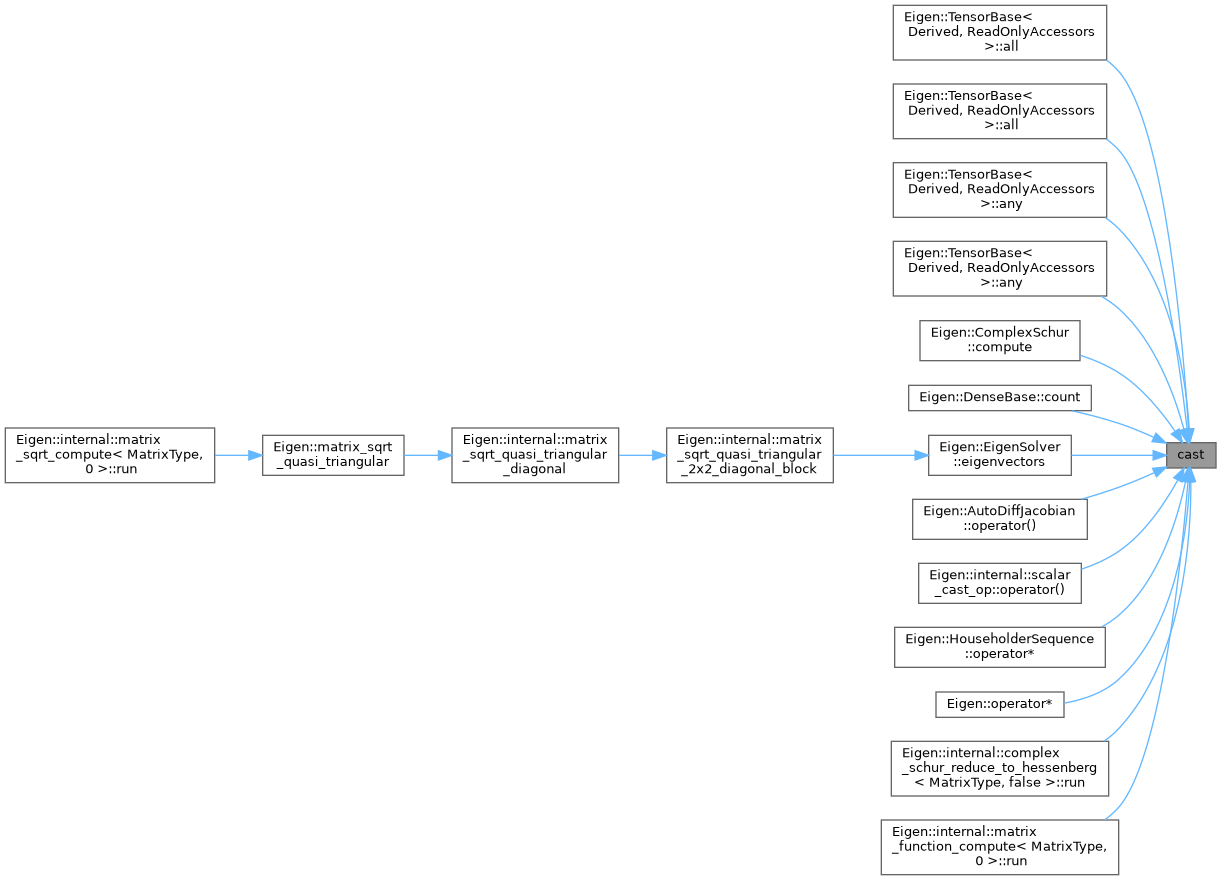 Eigen::TensorBase<
Derived, ReadOnlyAccessors
>::all
Eigen::TensorBase<
Derived, ReadOnlyAccessors
>::all
Eigen::TensorBase<
Derived, ReadOnlyAccessors
>::any
Eigen::TensorBase<
Derived, ReadOnlyAccessors
>::any
Eigen::ComplexSchur
::compute
Eigen::DenseBase::count
Eigen::internal::matrix
_sqrt_compute< MatrixType,
0 >::run
Eigen::matrix_sqrt
_quasi_triangular
Eigen::internal::matrix
_sqrt_quasi_triangular
_diagonal
Eigen::internal::matrix
_sqrt_quasi_triangular
_2x2_diagonal_block
Eigen::EigenSolver
::eigenvectors
cast
Eigen::AutoDiffJacobian
::operator()
Eigen::internal::scalar
_cast_op::operator()
Eigen::HouseholderSequence
::operator*
Eigen::operator*
Eigen::internal::complex
_schur_reduce_to_hessenberg
< MatrixType, false >::run
Eigen::internal::matrix
_function_compute< MatrixType,
0 >::run